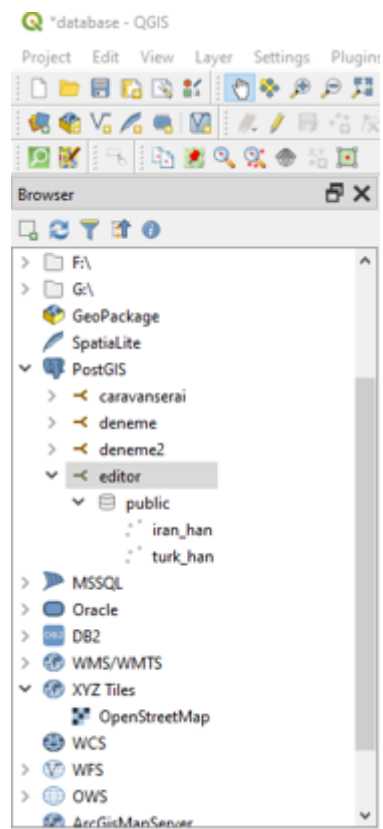 *database - QGIS
Project Edit View Layer Settings Plugins
Browser
F:\
G:\
GeoPackage
SpatiaLite
PostGIS
caravanserai
deneme
deneme2
editor
public
iran_han
turk_han
MSSQL
Oracle
DB2 DB2
WMS/WMTS
XYZ Tiles
OpenStreetMap
WCS
WFS
OWS
ArcGisMapServer